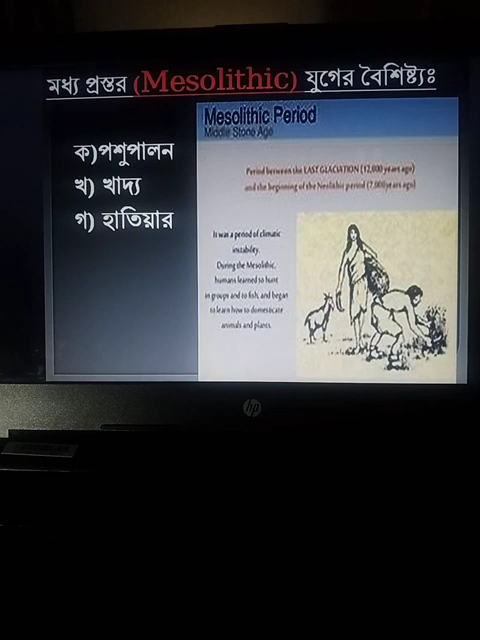 মধ্য প্রস্তর (Mesolithic) যুগের বৈশিষ্ট্যঃ
ক)পশুপালন
খ) খাদ্য
গ) হাতিয়ার
Mesolithic Period
Middle Stone Age
Period between the LAST GLACIATION (12,000 years ago)
and the beginning of the Neolithic period (7,000years ago)
It was a period of climatic
instability.
During the Mesolithic,
humans learned to hunt
in groups and to fish, and began
to learn how to domesticate
animals and plants.
hp